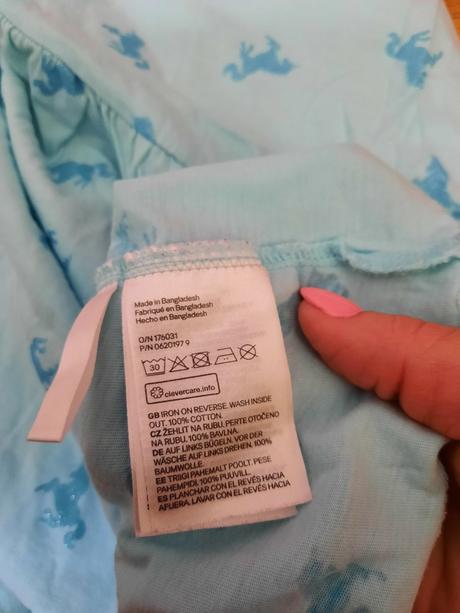 Made in Bangladesh
Fabriqué en Bangladesh
Hecho en Bangladesh
O/N 176031
P/N 0620197 9
30
clevercare.info
GB IRON ON REVERSE. WASH INSIDE
OUT. 100% COTTON.
CZ ŽEHLIT NA RUBU. PERTE OTOČENO
NA RUBU. 100% BAVLNA.
DE AUF LINKS BÜGELN. VOR DER
WÄSCHE AUF LINKS DREHEN. 100%
BAUMWOLLE.
EE TRIIGI PAHEMALT POOLT. PESE
PAHEMPIDI. 100% PUUVILL.
ES PLANCHAR CON EL REVÉS HACIA
AFUERA. LAVAR CON EL REVÉS HACIA